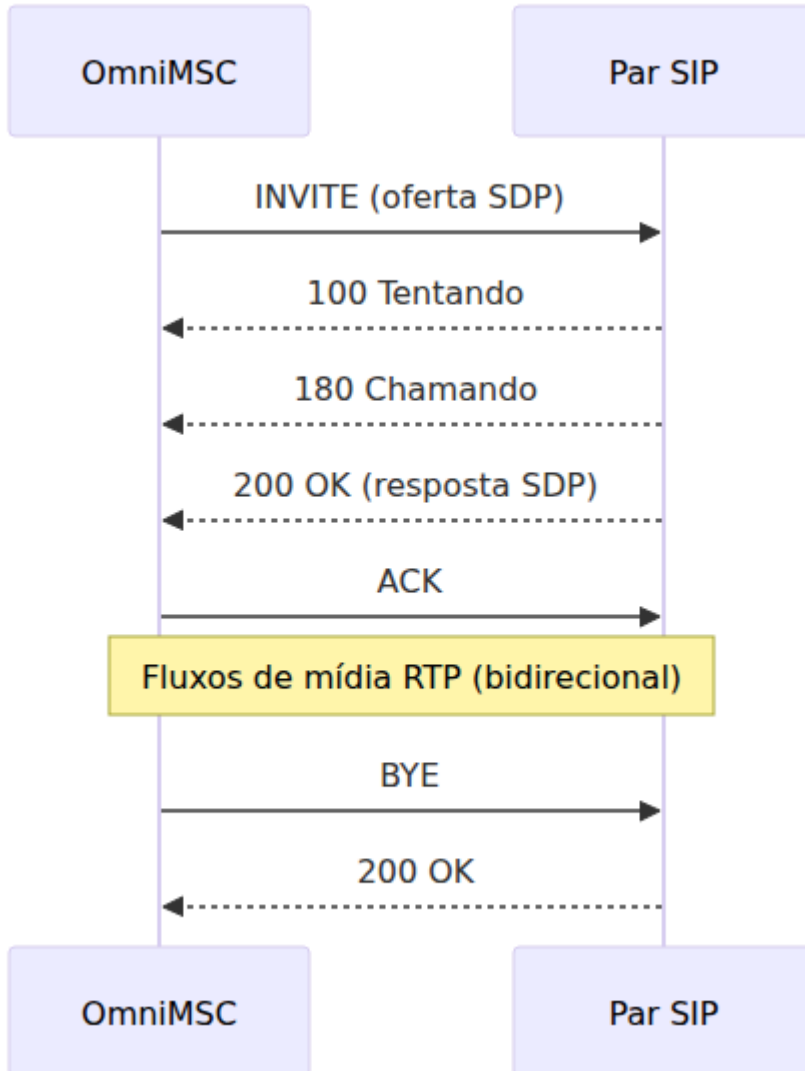 OmniMSC
Par SIP
INVITE (oferta SDP)
100 Tentando
180 Chamando
200 OK (resposta SDP)
ACK
Fluxos de mídia RTP (bidirecional)
BYE
200 OK
OmniMSC
Par SIP